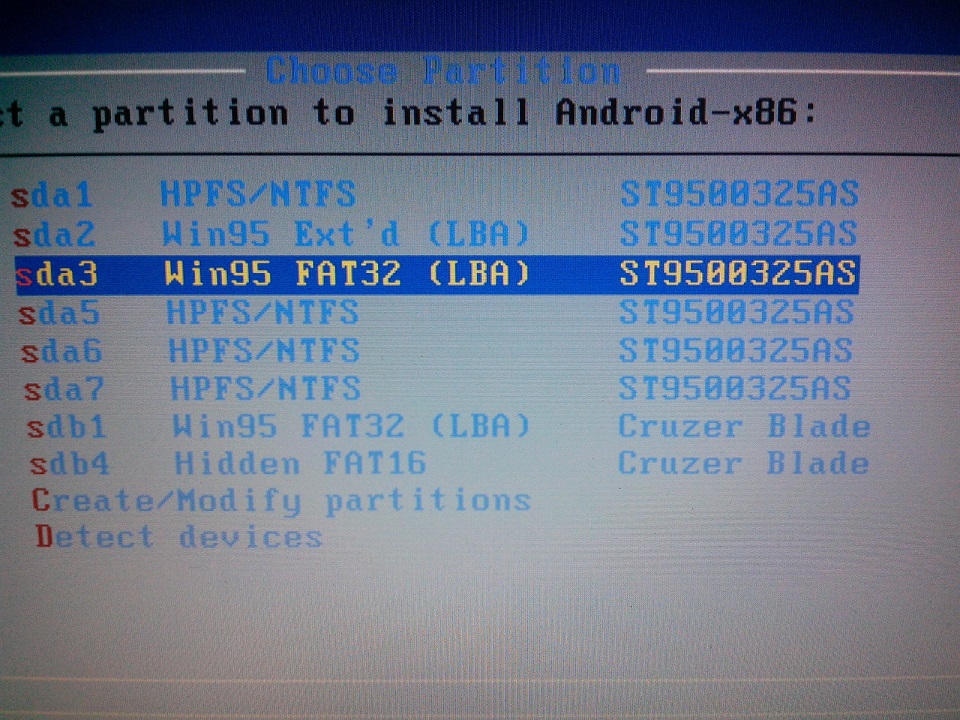 Choose Partition
ct a partition to install Android-x86:
sda1 HPFS/NTFS ST9500325AS
sda2 Win95 Ext'd (LBA) ST9500325AS
sda3 Win95 FAT32 (LBA) ST9500325AS
sda5 HPFS/NTFS ST9500325AS
sda6 HPFS/NTFS ST9500325AS
sda7 HPFS/NTFS ST9500325AS
sdb1 Win95 FAT32 (LBA) Cruzer Blade
sdb4 Hidden FAT16 Cruzer Blade
Create/Modify partitions
Detect devices